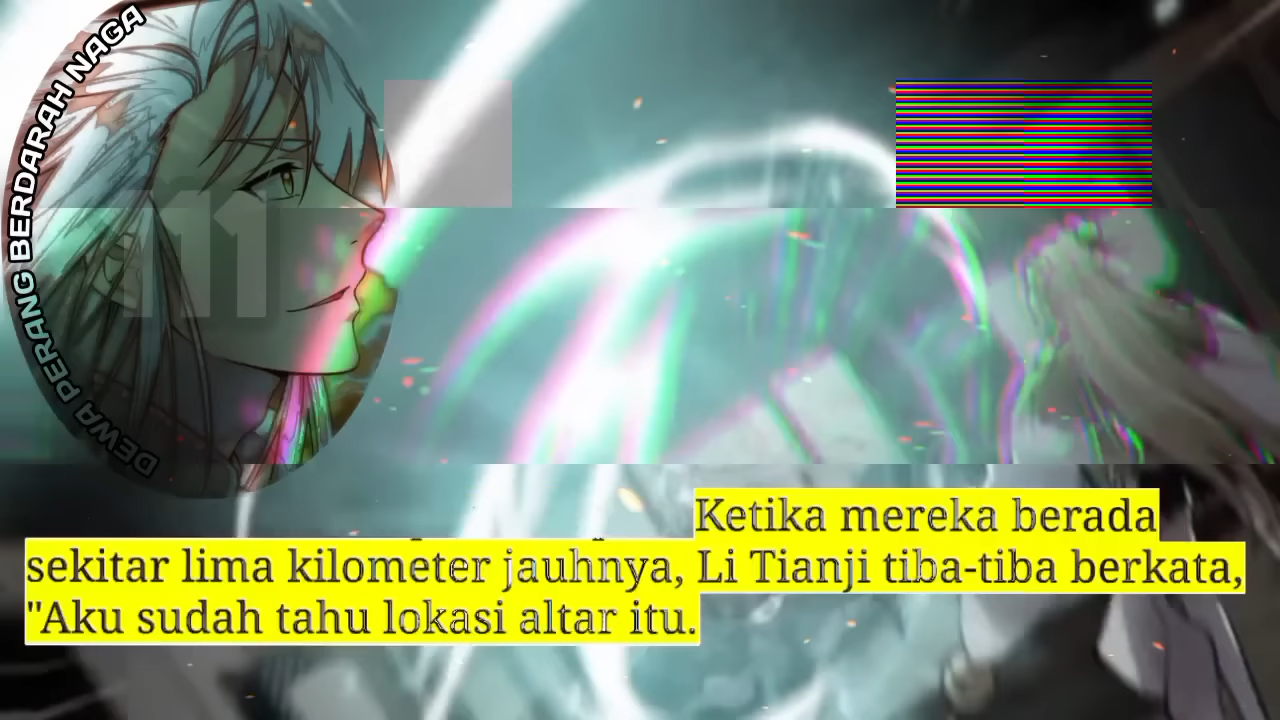 DEWA PERANG BERDARAH NAGA
11
Ketika mereka berada
sekitar lima kilometer jauhnya, Li Tianji tiba-tiba berkata,
"Aku sudah tahu lokasi altar itu.